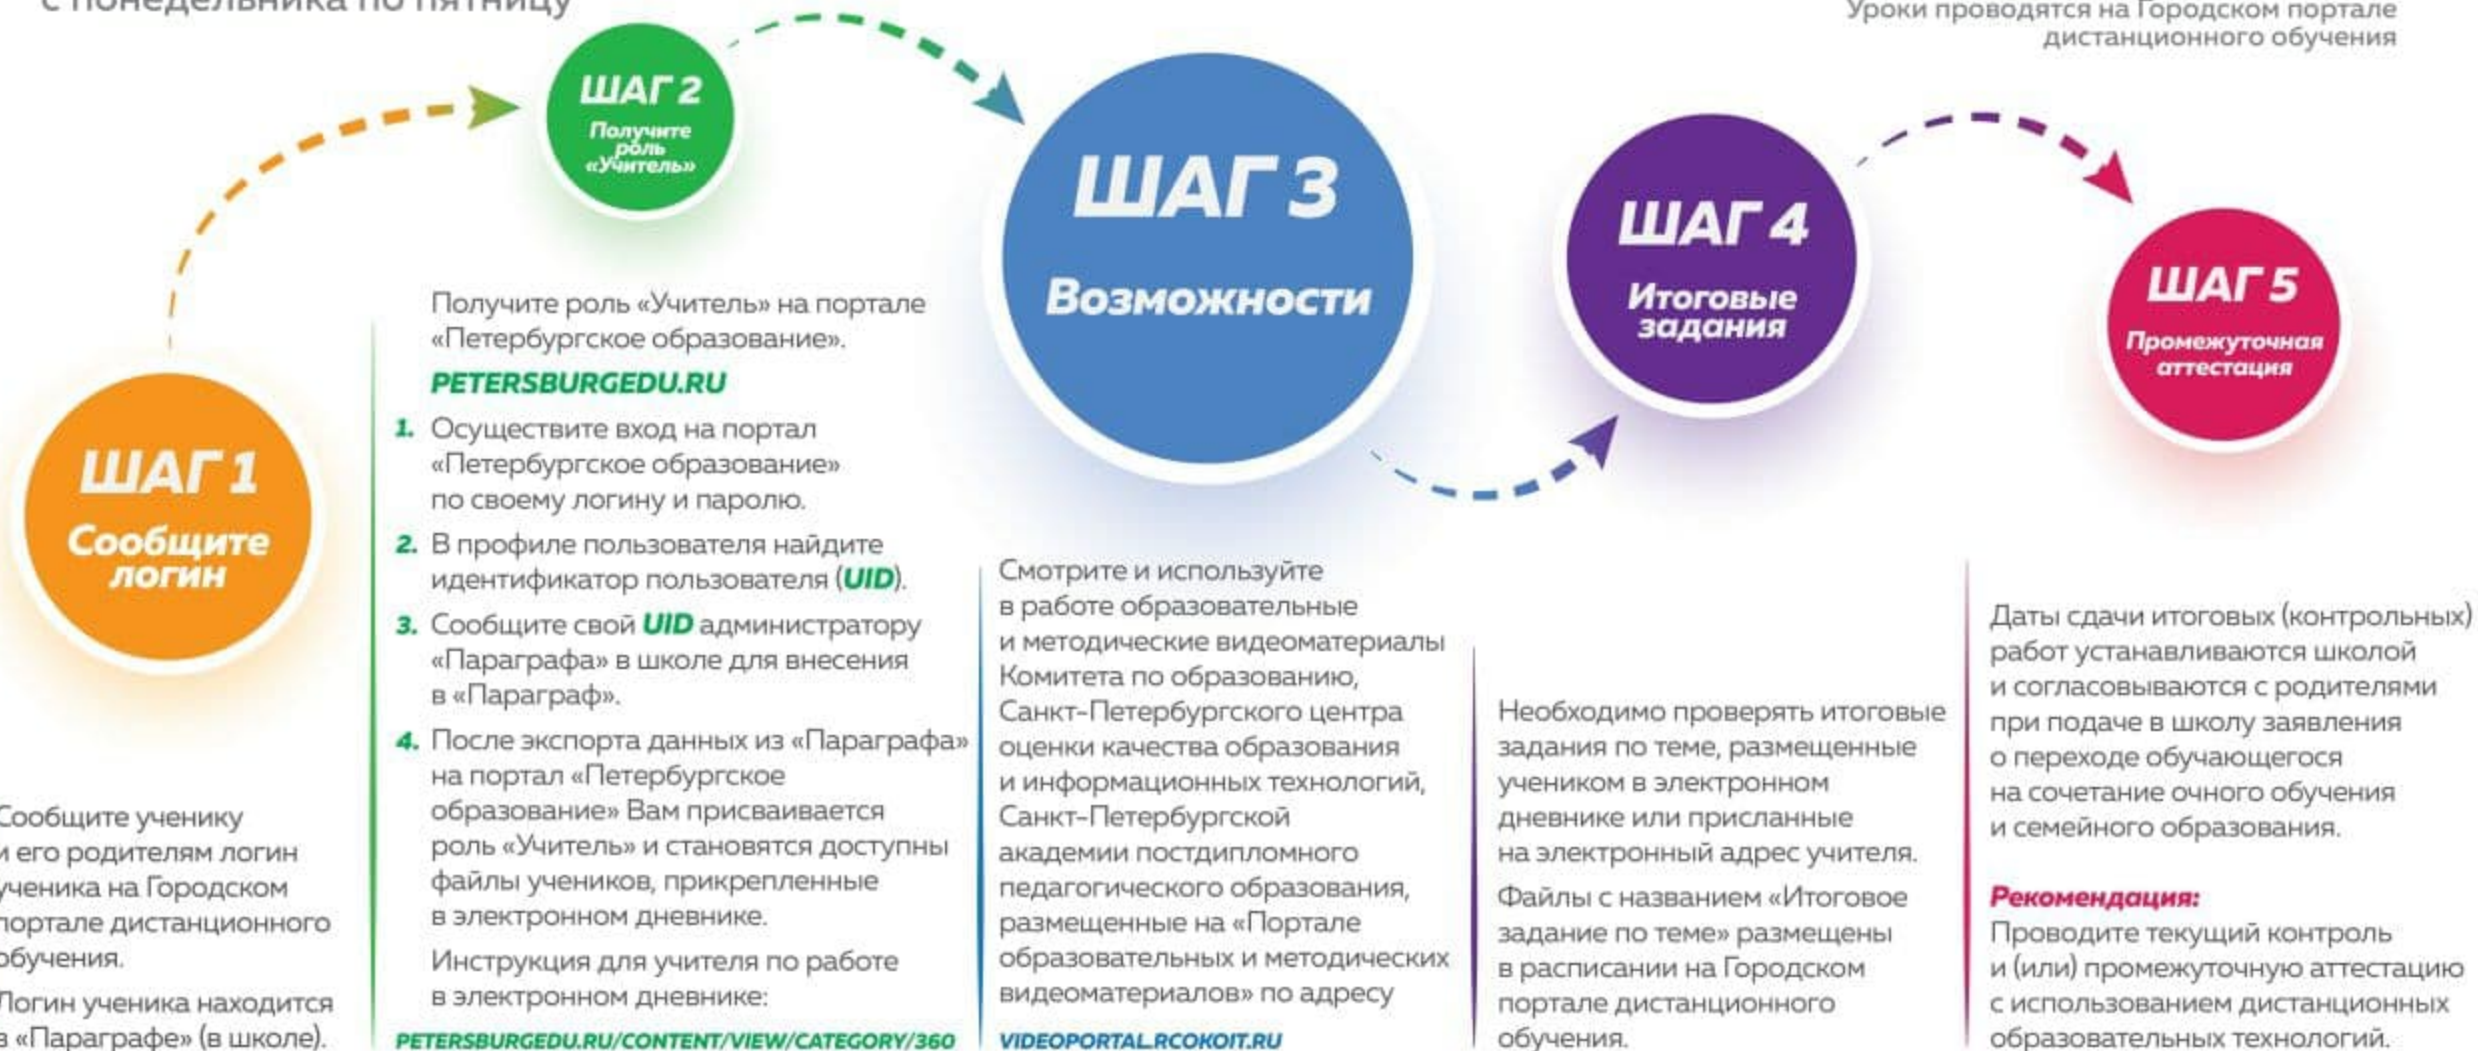 с понедельника по пятницу
Уроки проводятся на Городском портале
дистанционного обучения
ШАГ 1
Сообщите
логин
Сообщите ученику
и его родителям логин
ученика на Городском
портале дистанционного
обучения.
Логин ученика находится
в «Параграфе» (в школе).
ШАГ 2
Получите
роль
«Учитель»
Получите роль «Учитель» на портале
«Петербургское образование».
PETERSBURGEDU.RU
1. Осуществите вход на портал
«Петербургское образование»
по своему логину и паролю.
2. В профиле пользователя найдите
идентификатор пользователя (UID).
3. Сообщите свой UID администратору
«Параграфа» в школе для внесения
в «Параграф».
4. После экспорта данных из «Параграфа»
на портал «Петербургское
образование» Вам присваивается
роль «Учитель» и становятся доступны
файлы учеников, прикрепленные
в электронном дневнике.
Инструкция для учителя по работе
в электронном дневнике:
PETERSBURGEDU.RU/CONTENT/VIEW/CATEGORY/360
ШАГ 3
Возможности
Смотрите и используйте
в работе образовательные
и методические видеоматериалы
Комитета по образованию,
Санкт-Петербургского центра
оценки качества образования
и информационных технологий,
Санкт-Петербургской
академии постдипломного
педагогического образования,
размещенные на «Портале
образовательных и методических
видеоматериалов» по адресу
VIDEOPORTAL.RCOKOIT.RU
ШАГ 4
Итоговые
задания
Необходимо проверять итоговые
задания по теме, размещенные
учеником в электронном
дневнике или присланные
на электронный адрес учителя.
Файлы с названием «Итоговое
задание по теме» размещены
в расписании на Городском
портале дистанционного
обучения.
ШАГ 5
Промежуточная
аттестация
Даты сдачи итоговых (контрольных)
работ устанавливаются школой
и согласовываются с родителями
при подаче в школу заявления
о переходе обучающегося
на сочетание очного обучения
и семейного образования.
Рекомендация:
Проводите текущий контроль
и (или) промежуточную аттестацию
с использованием дистанционных
образовательных технологий.